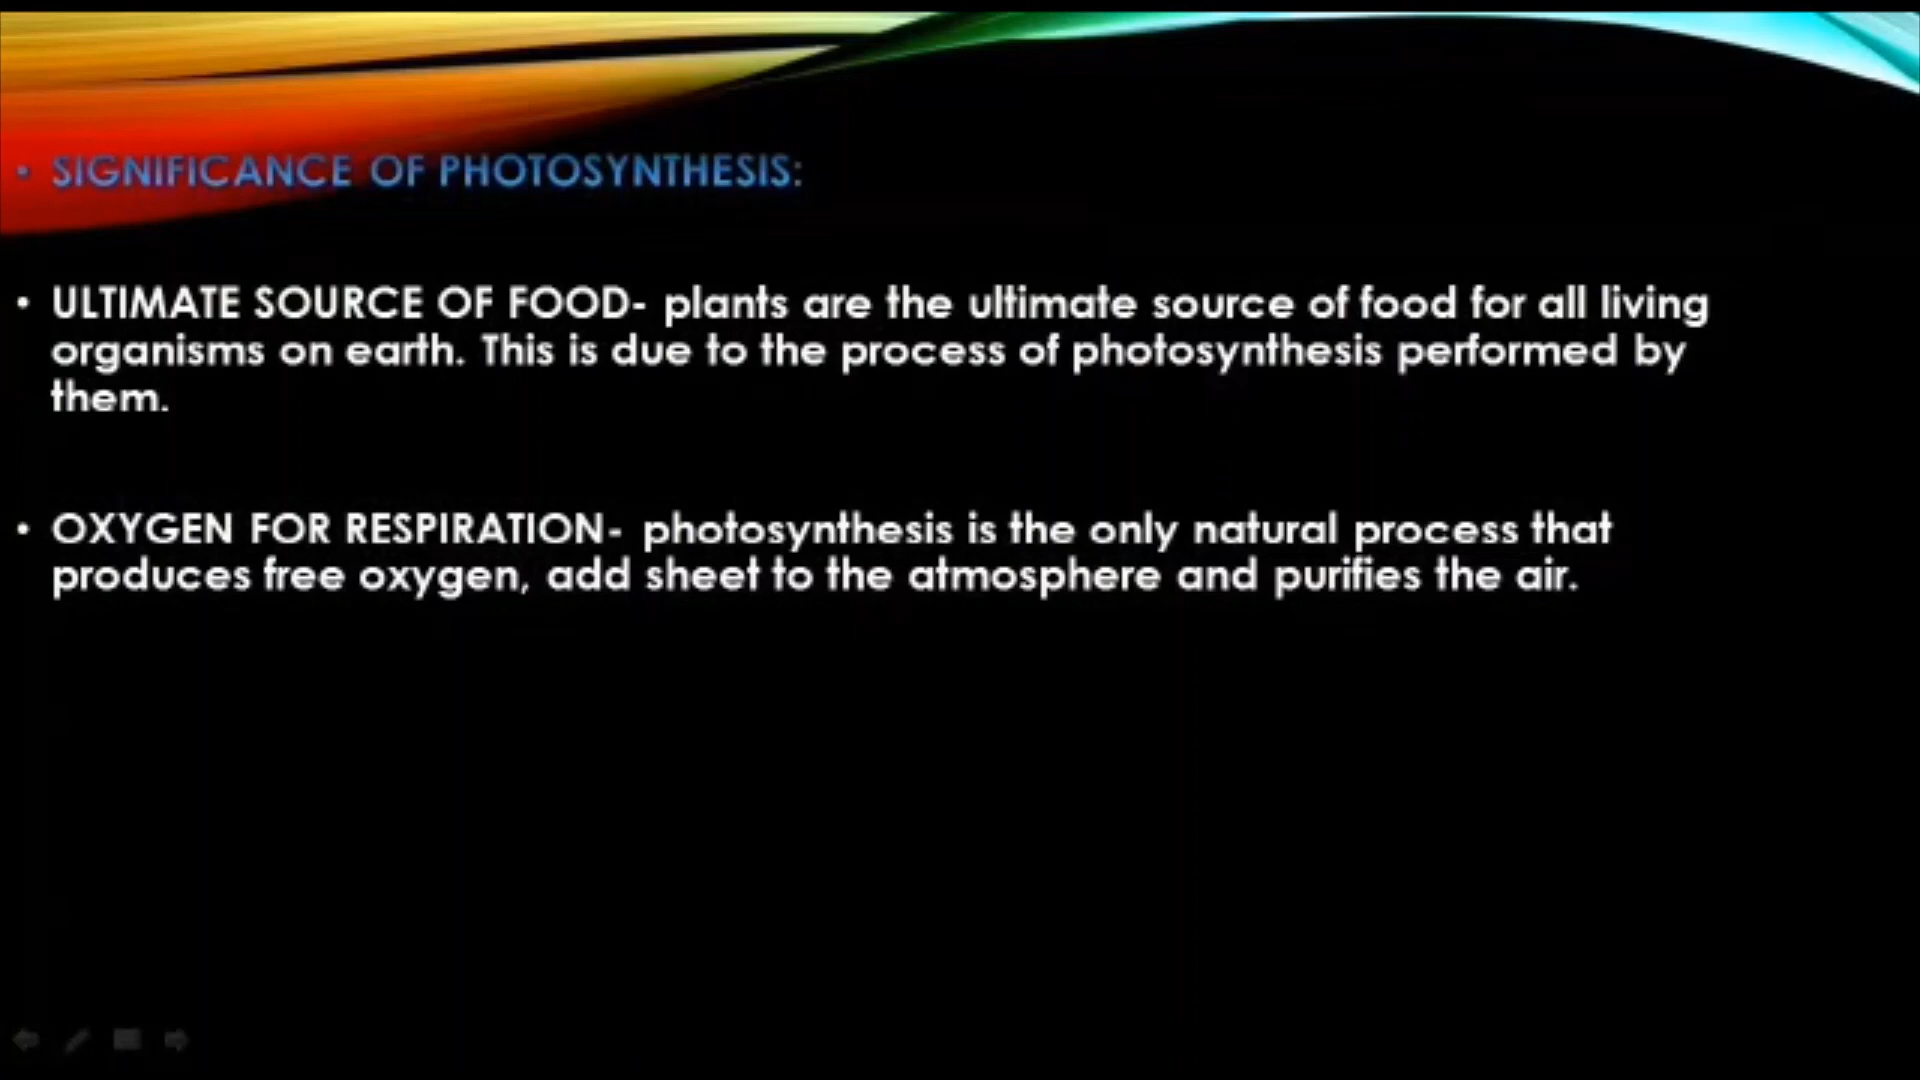 • SIGNIFICANCE OF PHOTOSYNTHESIS:
• ULTIMATE SOURCE OF FOOD- plants are the ultimate source of food for all living
organisms on earth. This is due to the process of photosynthesis performed by
them.
• OXYGEN FOR RESPIRATION- photosynthesis is the only natural process that
produces free oxygen, add sheet to the atmosphere and purifies the air.